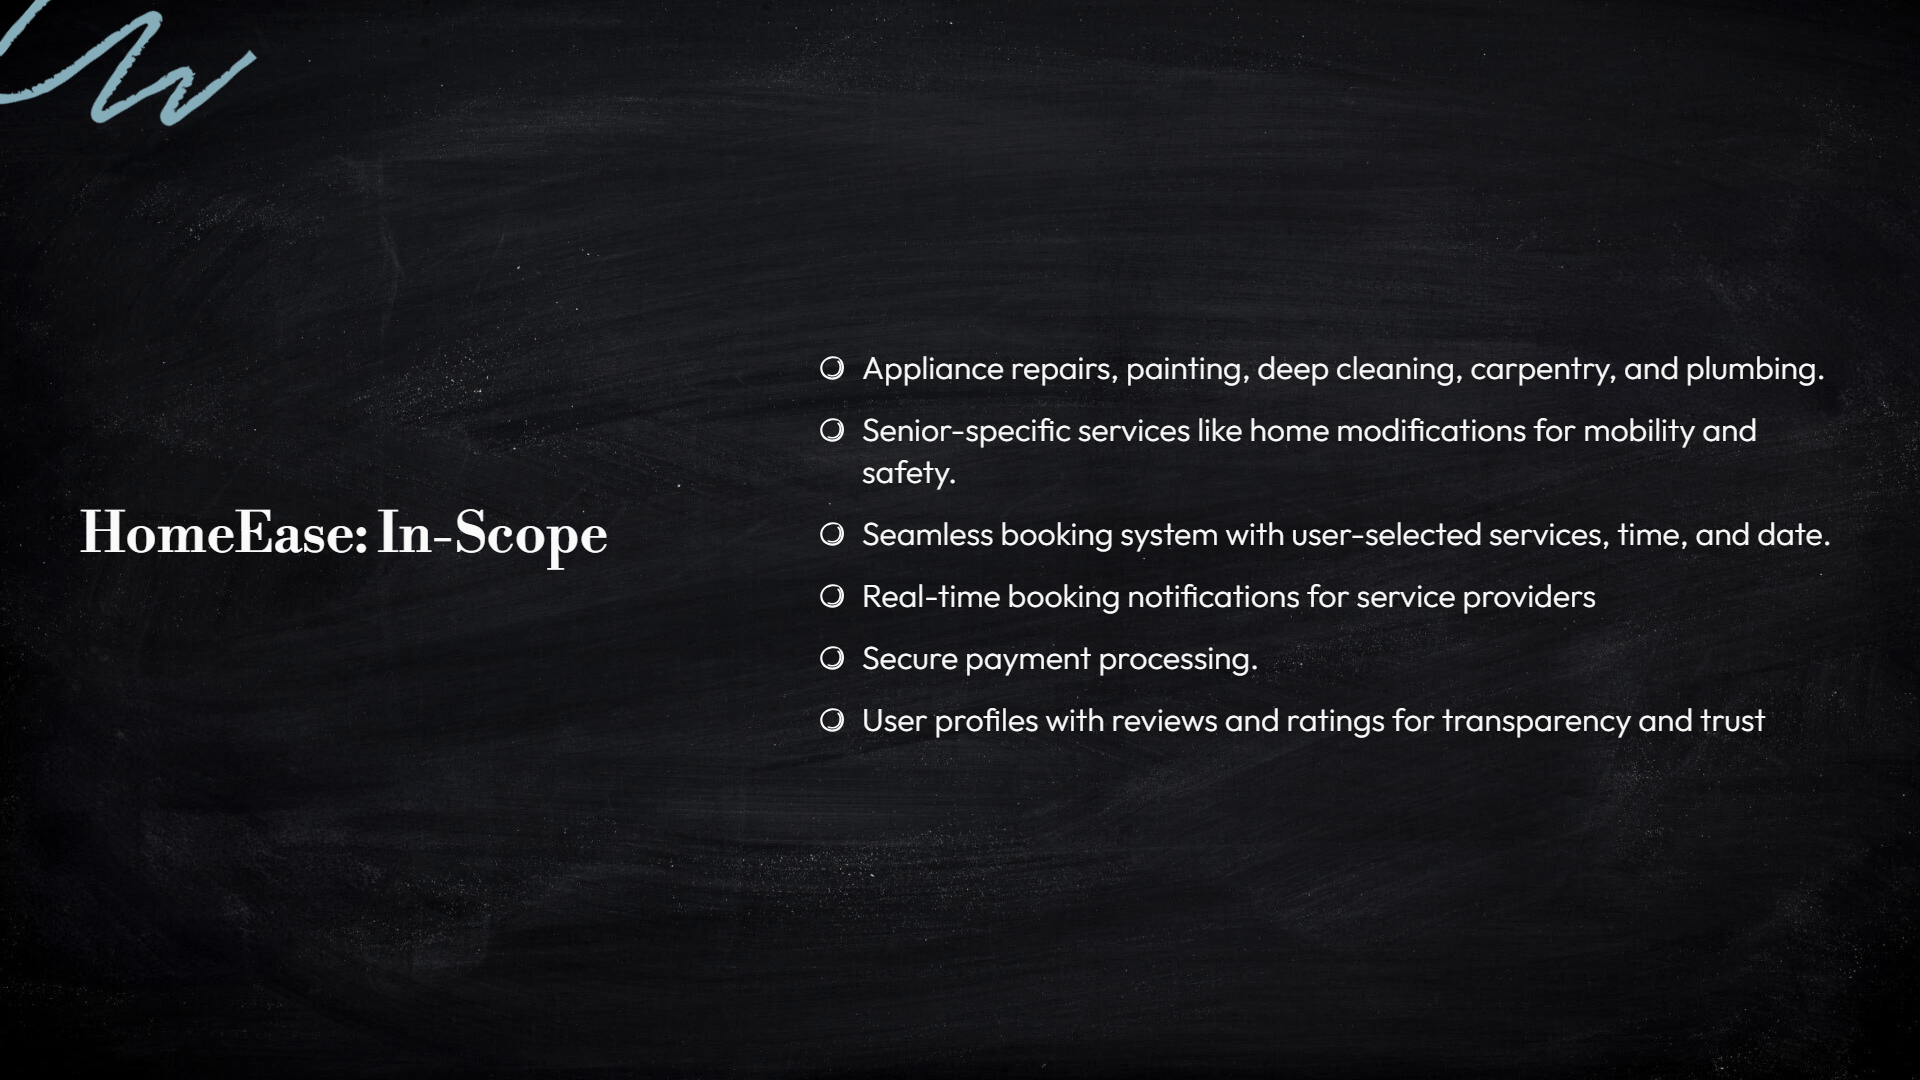 HomeEase: In-Scope
Appliance repairs, painting, deep cleaning, carpentry, and plumbing.
Senior-specific services like home modifications for mobility and
safety.
Seamless booking system with user-selected services, time, and date.
Real-time booking notifications for service providers
Secure payment processing.
User profiles with reviews and ratings for transparency and trust